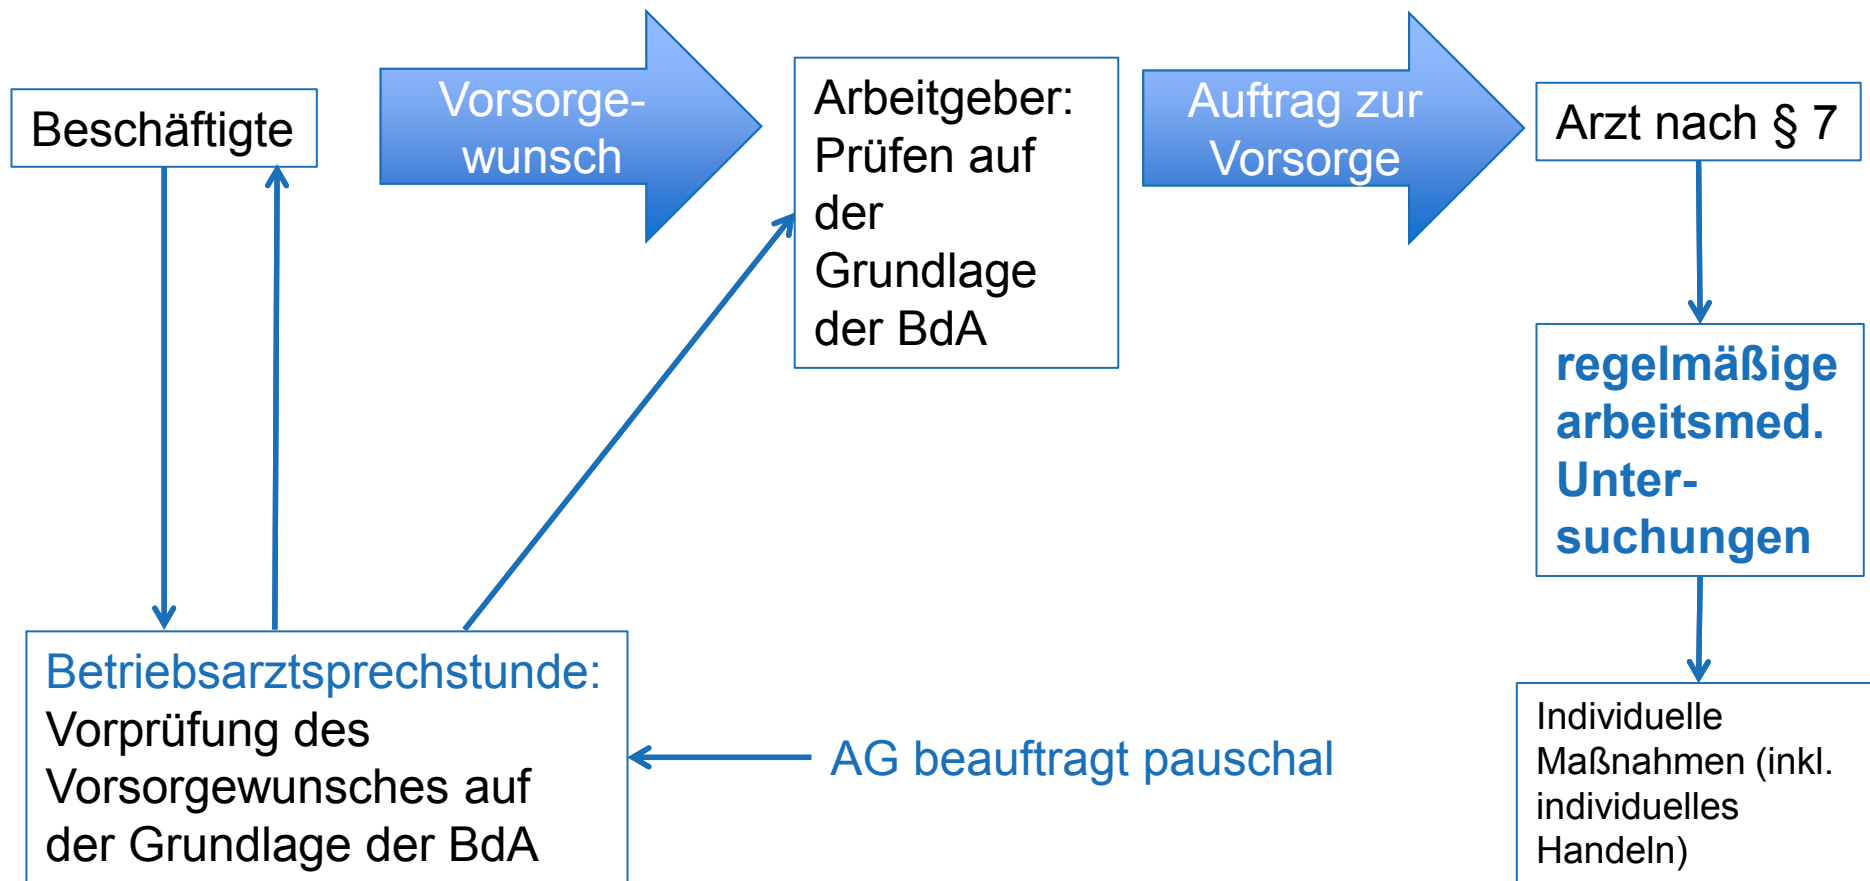 Beschäftigte
Vorsorge-
wunsch
Arbeitgeber:
Prüfen auf
der
Grundlage
der BdA
Auftrag zur
Vorsorge
Arzt nach § 7
regelmäßige
arbeitsmed.
Unter-
suchungen
Betriebsarztsprechstunde:
Vorprüfung des
Vorsorgewunsches auf
der Grundlage der BdA
AG beauftragt pauschal
Individuelle
Maßnahmen (inkl.
individuelles
Handeln)